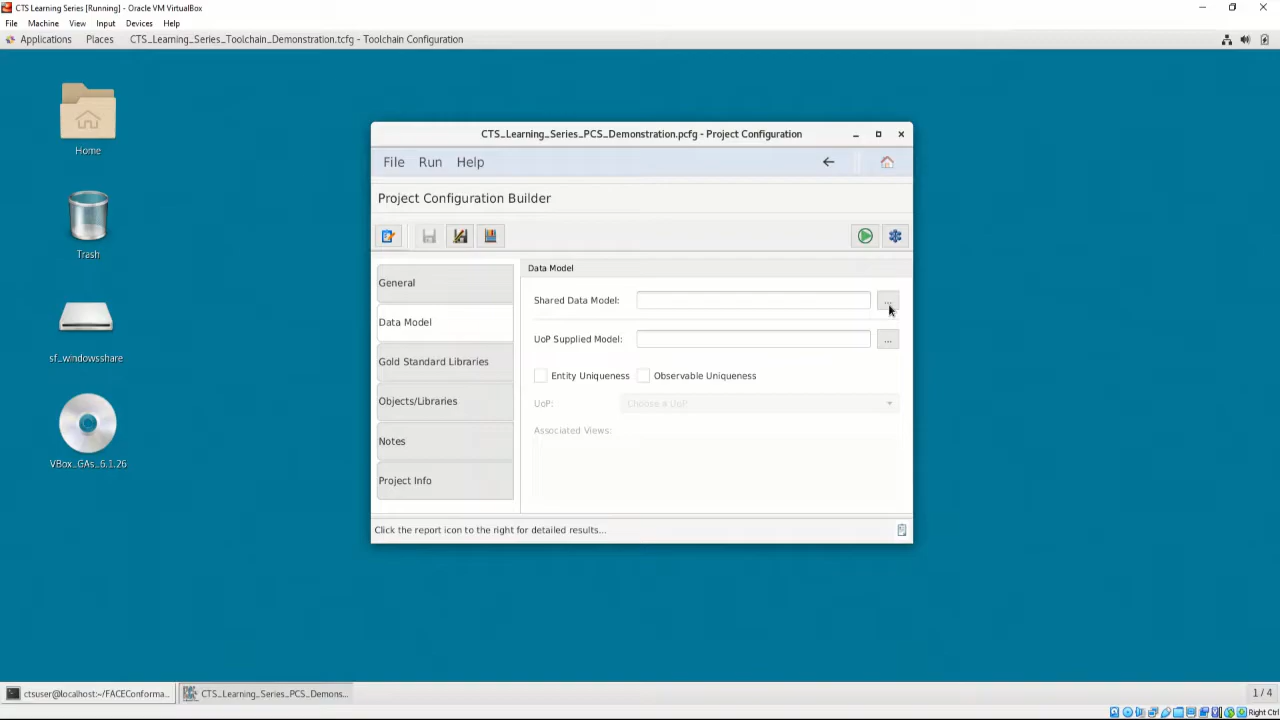 CTS Learning Series [Running] - Oracle VM VirtualBox
File Machine View Input Devices Help
Applications Places CTS_Learning_Series_Toolchain_Demonstration.tcfg - Toolchain Configuration
Home
Trash
sf_windowsshare
VBox_GAs_6.1.26
CTS_Learning_Series_PCS_Demonstration.pcfg - Project Configuration
File Run Help
Project Configuration Builder
General
Data Model
Gold Standard Libraries
Objects/Libraries
Notes
Project Info
Data Model
Shared Data Model: ...
UoP Supplied Model: ...
Entity Uniqueness Observable Uniqueness
UoP: Choose a UoP
Associated Views:
Click the report icon to the right for detailed results...
ctsuser@localhost:~/FACEConforma... CTS_Learning_Series_PCS_Demons... 1 / 4
Right Ctrl